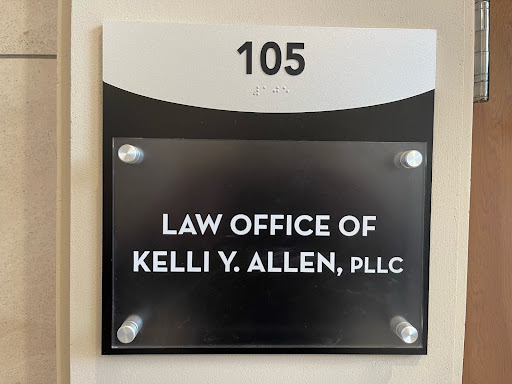 105
LAW OFFICE OF
KELLI Y. ALLEN, PLLC